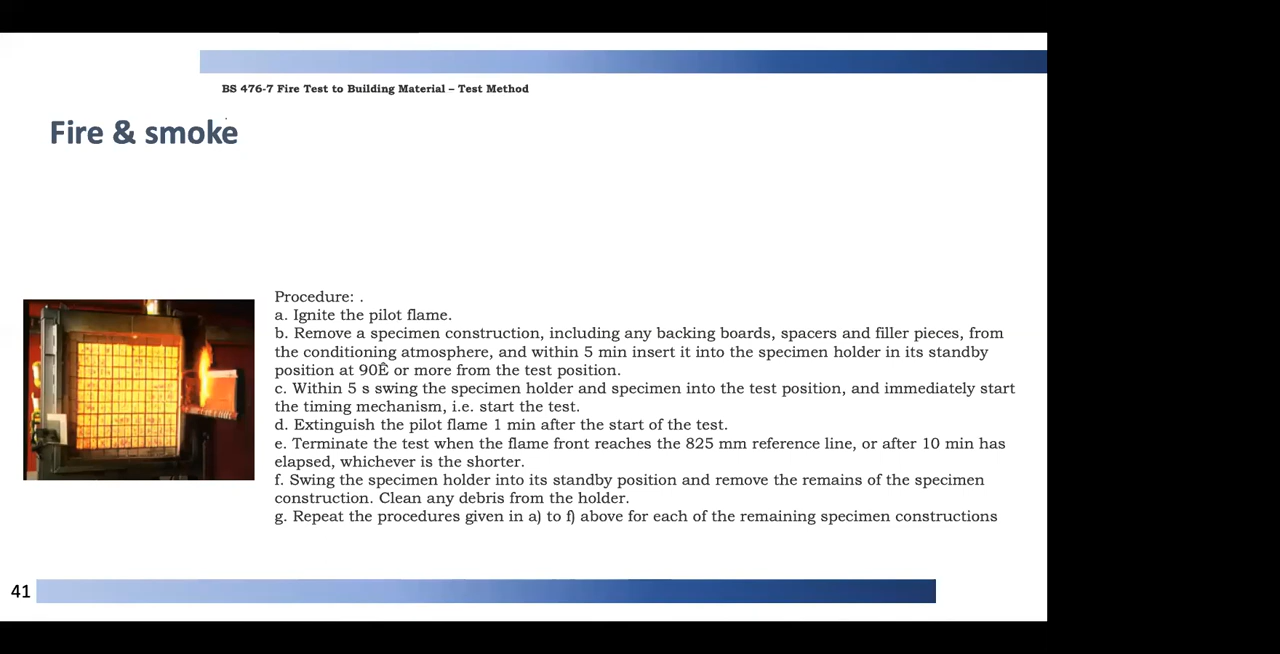 BS 476-7 Fire Test to Building Material – Test Method
Fire & smoke
Procedure: .
a. Ignite the pilot flame.
b. Remove a specimen construction, including any backing boards, spacers and filler pieces, from
the conditioning atmosphere, and within 5 min insert it into the specimen holder in its standby
position at 90Ê or more from the test position.
c. Within 5 s swing the specimen holder and specimen into the test position, and immediately start
the timing mechanism, i.e. start the test.
d. Extinguish the pilot flame 1 min after the start of the test.
e. Terminate the test when the flame front reaches the 825 mm reference line, or after 10 min has
elapsed, whichever is the shorter.
f. Swing the specimen holder into its standby position and remove the remains of the specimen
construction. Clean any debris from the holder.
g. Repeat the procedures given in a) to f) above for each of the remaining specimen constructions
41